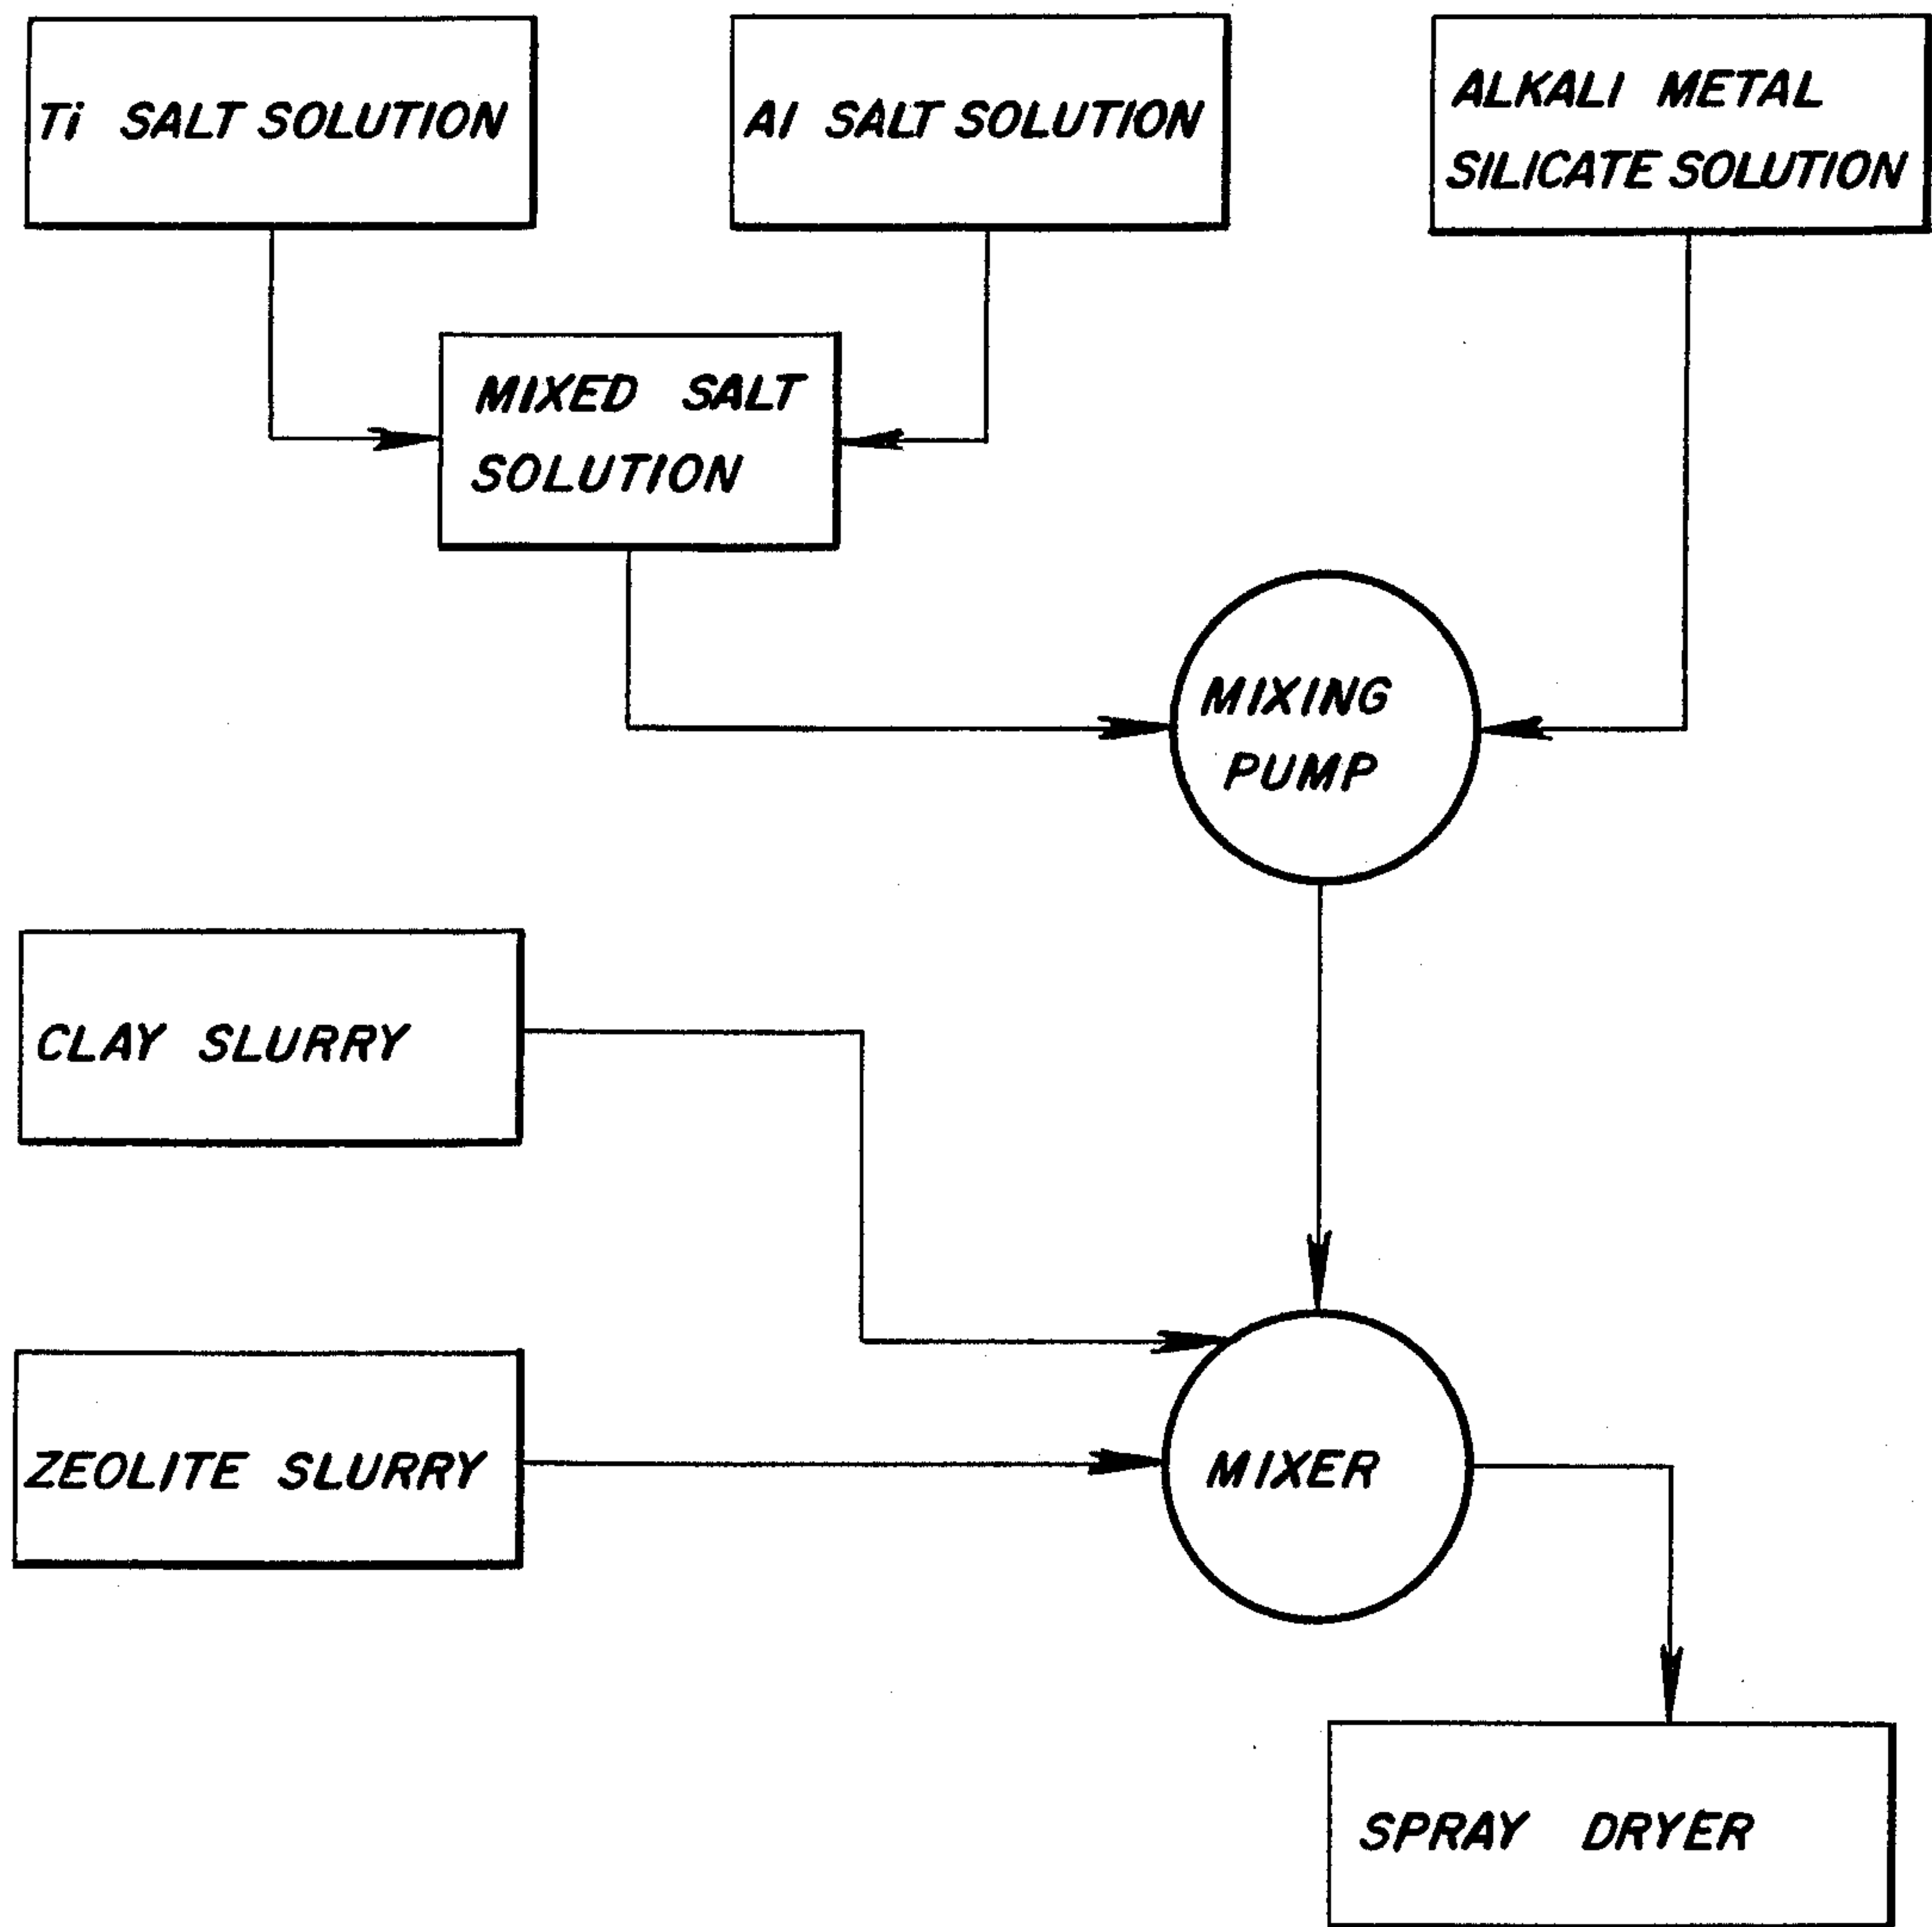 Ti SALT SOLUTION
Al SALT SOLUTION
ALKALI METAL
SILICATE SOLUTION
MIXED SALT
SOLUTION
MIXING
PUMP
CLAY SLURRY
ZEOLITE SLURRY
MIXER
SPRAY DRYER